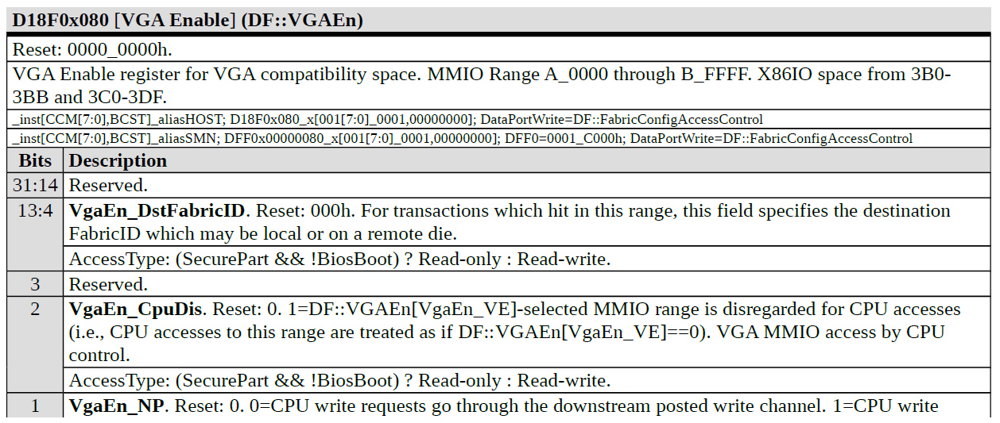 D18F0x080 [VGA Enable] (DF::VGAEn)
Reset: 0000_0000h.
VGA Enable register for VGA compatibility space. MMIO Range A_0000 through B_FFFF. X86IO space from 3B0-
3BB and 3C0-3DF.
_inst[CCM[7:0],BCST]_aliasHOST; D18F0x080_x[001[7:0]_0001,00000000]; DataPortWrite=DF::FabricConfigAccessControl
_inst[CCM[7:0],BCST]_aliasSMN; DFF0x00000080_x[001[7:0]_0001,00000000]; DFF0=0001_C000h; DataPortWrite=DF::FabricConfigAccessControl
Bits Description
31:14 Reserved.
13:4 VgaEn_DstFabricID. Reset: 000h. For transactions which hit in this range, this field specifies the destination
FabricID which may be local or on a remote die.
AccessType: (SecurePart && !BiosBoot) ? Read-only : Read-write.
3 Reserved.
2 VgaEn_CpuDis. Reset: 0. 1=DF::VGAEn[VgaEn_VE]-selected MMIO range is disregarded for CPU accesses
(i.e., CPU accesses to this range are treated as if DF::VGAEn[VgaEn_VE]==0). VGA MMIO access by CPU
control.
AccessType: (SecurePart && !BiosBoot) ? Read-only : Read-write.
1 VgaEn_NP. Reset: 0. 0=CPU write requests go through the downstream posted write channel. 1=CPU write